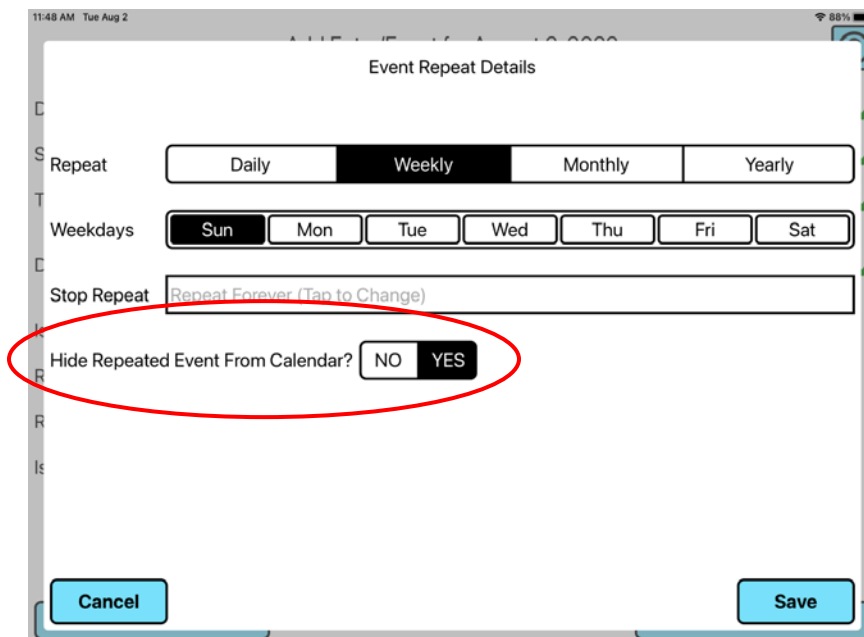 11:48 AM Tue Aug 2 88%
Event Repeat Details
Repeat Daily Weekly Monthly Yearly
Weekdays Sun Mon Tue Wed Thu Fri Sat
Stop Repeat Repeat Forever (Tap to Change)
Hide Repeated Event From Calendar? NO YES
Cancel Save